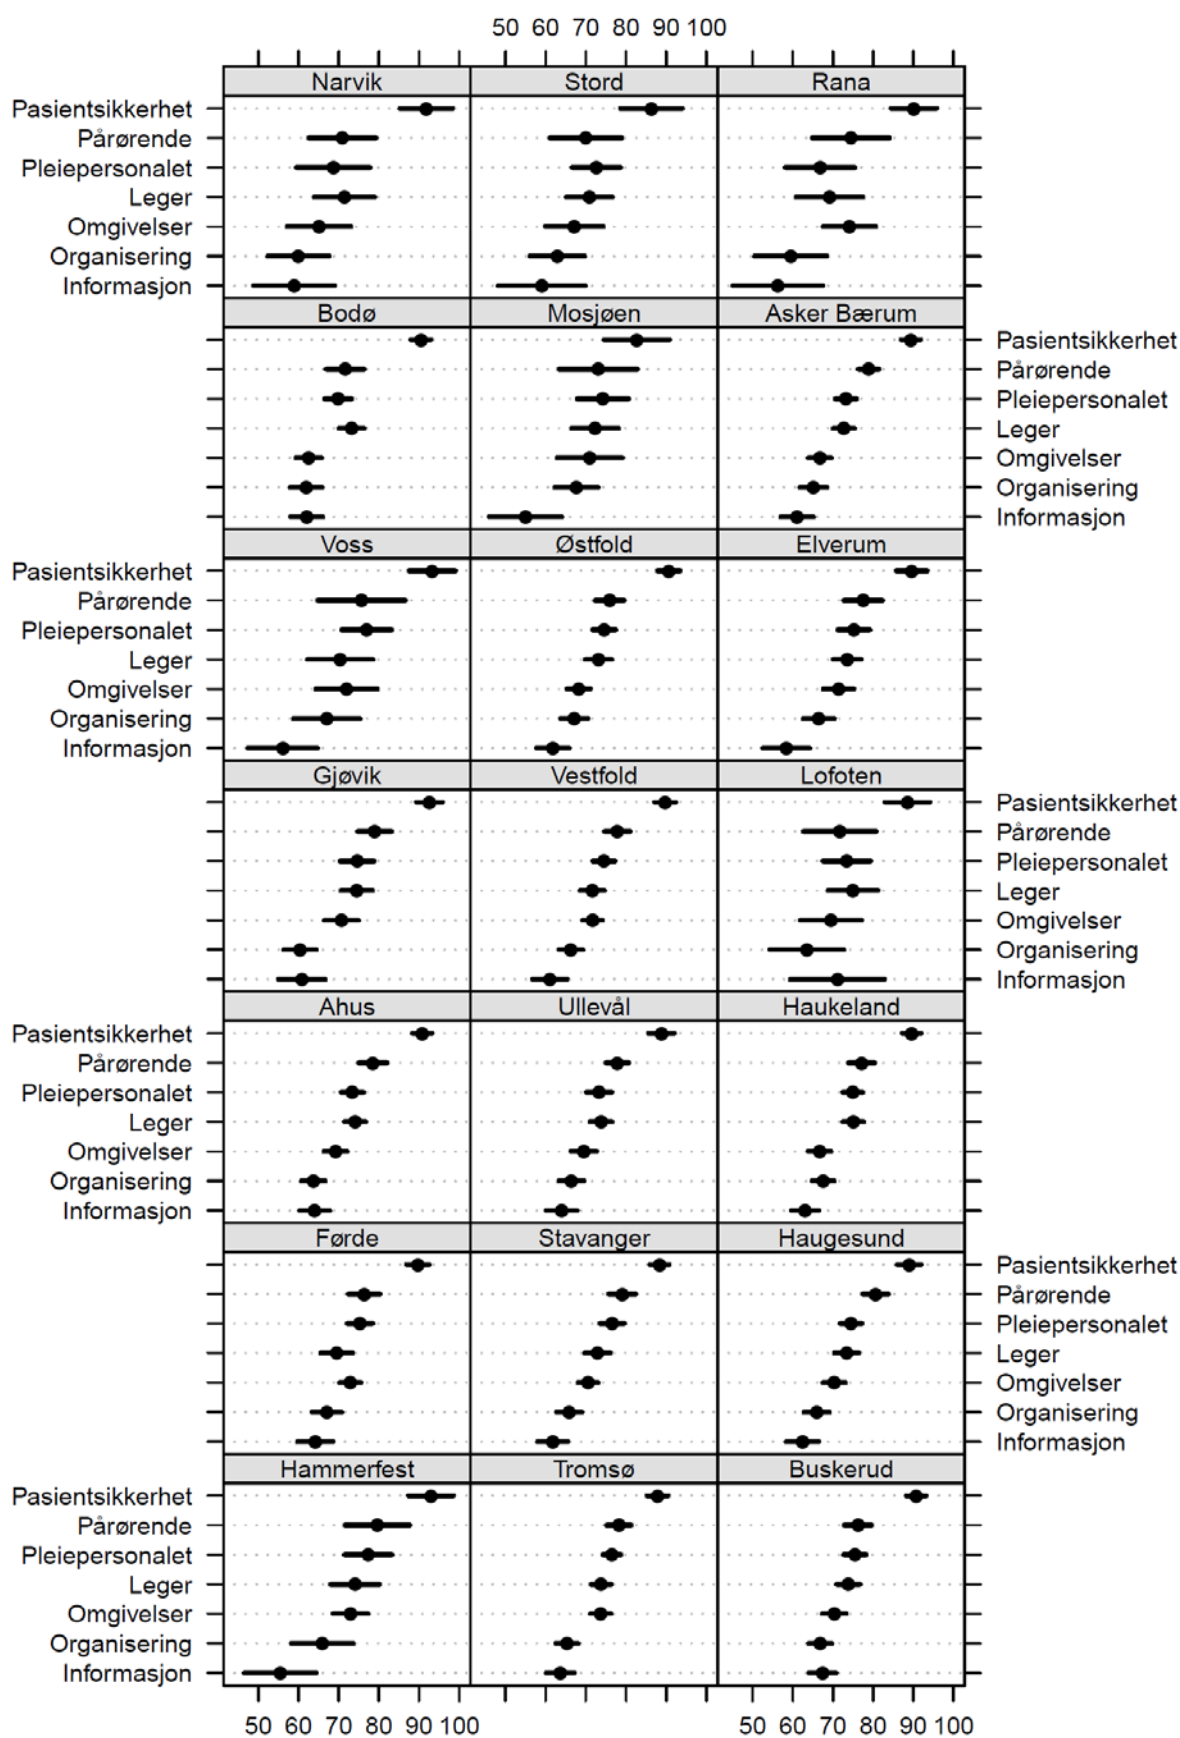 50 60 70 80 90 100
Narvik Stord Rana
Pasientsikkerhet
Pårørende
Pleiepersonalet
Leger
Omgivelser
Organisering
Informasjon
Bodø Mosjøen Asker Bærum
Pasientsikkerhet
Pårørende
Pleiepersonalet
Leger
Omgivelser
Organisering
Informasjon
Voss Østfold Elverum
Pasientsikkerhet
Pårørende
Pleiepersonalet
Leger
Omgivelser
Organisering
Informasjon
Gjøvik Vestfold Lofoten
Pasientsikkerhet
Pårørende
Pleiepersonalet
Leger
Omgivelser
Organisering
Informasjon
Ahus Ullevål Haukeland
Pasientsikkerhet
Pårørende
Pleiepersonalet
Leger
Omgivelser
Organisering
Informasjon
Førde Stavanger Haugesund
Pasientsikkerhet
Pårørende
Pleiepersonalet
Leger
Omgivelser
Organisering
Informasjon
Hammerfest Tromsø Buskerud
Pasientsikkerhet
Pårørende
Pleiepersonalet
Leger
Omgivelser
Organisering
Informasjon
50 60 70 80 90 100 50 60 70 80 90 100